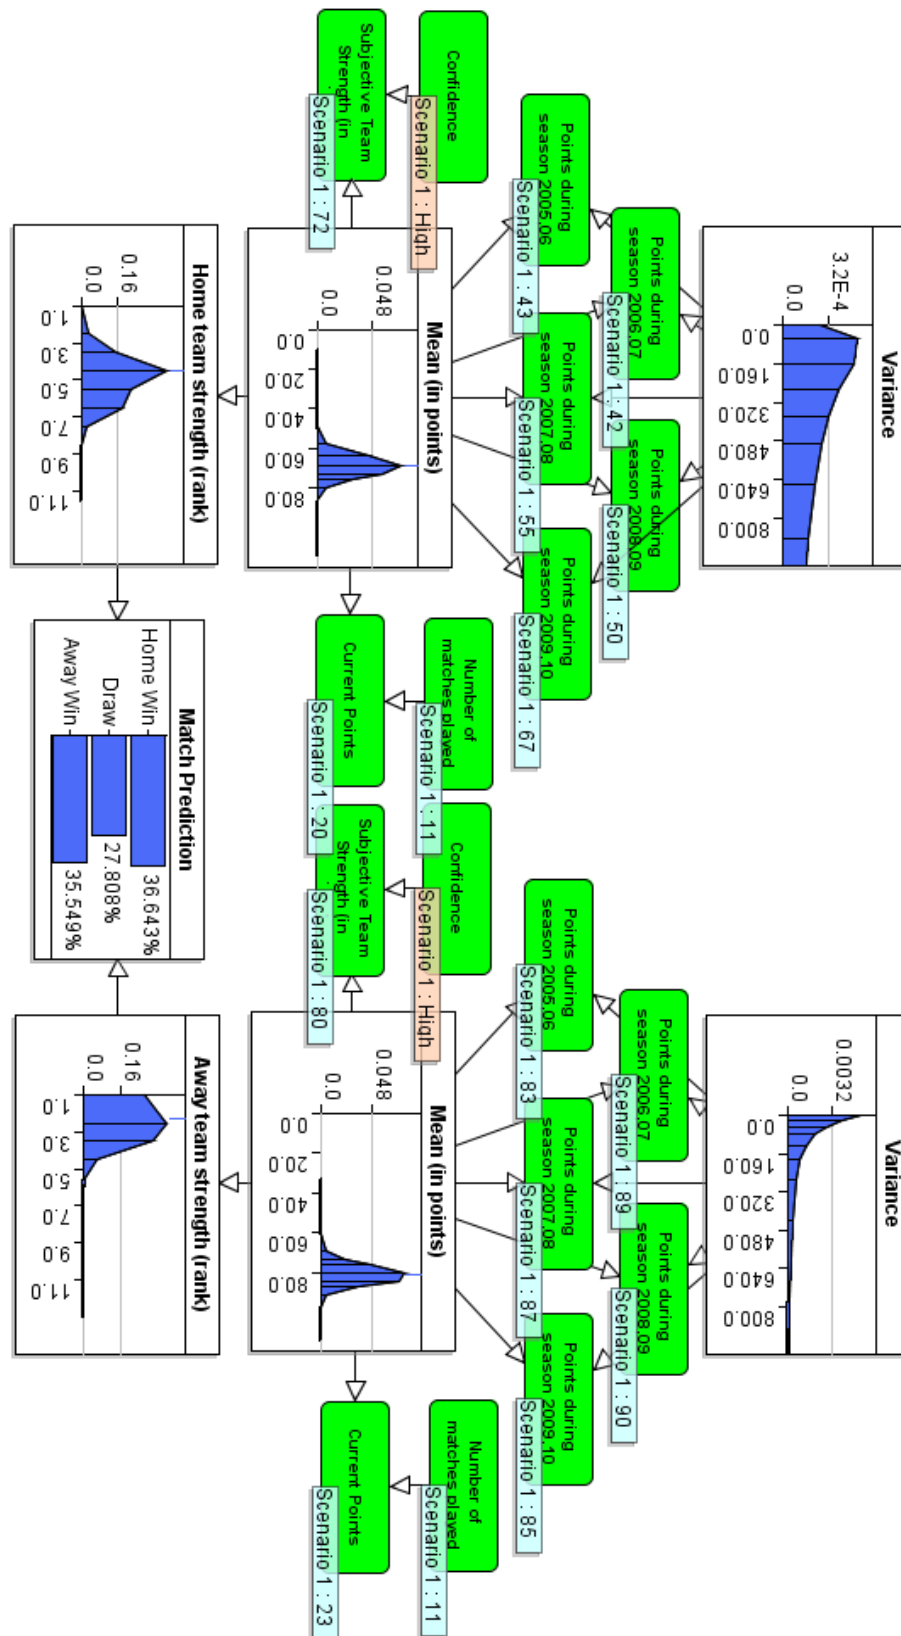 Variance
3.2E-4
0.0
0.0
160.0
320.0
480.0
640.0
800.0
Variance
0.0032
0.0
0.0
160.0
320.0
480.0
640.0
800.0
Points during
season 2006.07
Scenario 1 : 42
Points during
season 2008.09
Scenario 1 : 50
Points during
season 2006.07
Scenario 1 : 89
Points during
season 2008.09
Scenario 1 : 90
Points during
season 2005.06
Scenario 1 : 43
Points during
season 2007.08
Scenario 1 : 55
Points during
season 2009.10
Scenario 1 : 67
Points during
season 2005.06
Scenario 1 : 83
Points during
season 2007.08
Scenario 1 : 87
Points during
season 2009.10
Scenario 1 : 85
Confidence
Scenario 1 : High
Number of
matches played
Scenario 1 : 11
Confidence
Scenario 1 : High
Number of
matches played
Scenario 1 : 11
Subjective Team
Strength (in
Scenario 1 : 72
Mean (in points)
0.048
0.0
0.0
20.0
40.0
60.0
80.0
Current Points
Scenario 1 : 20
Subjective Team
Strength (in
Scenario 1 : 80
Mean (in points)
0.048
0.0
0.0
20.0
40.0
60.0
80.0
Current Points
Scenario 1 : 23
Home team strength (rank)
0.16
0.0
1.0
3.0
5.0
7.0
9.0
11.0
Match Prediction
Home Win 36.643%
Draw 27.808%
Away Win 35.549%
Away team strength (rank)
0.16
0.0
1.0
3.0
5.0
7.0
9.0
11.0